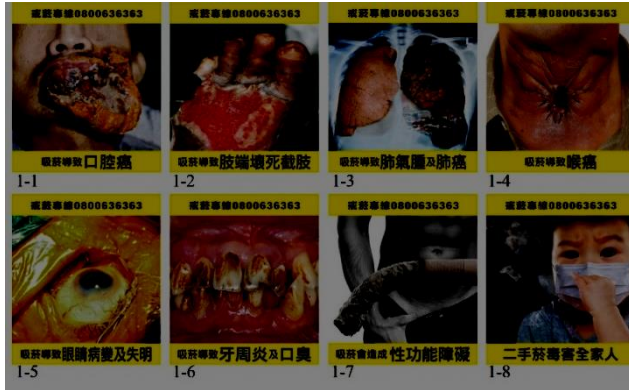 戒菸專線0800636363
吸菸導致口腔癌
1-1
戒菸專線0800636363
吸菸導致肢端壞死截肢
1-2
戒菸專線0800636363
吸菸導致肺氣腫及肺癌
1-3
戒菸專線0800636363
吸菸導致喉癌
1-4
戒菸專線0800636363
吸菸導致眼睛病變及失明
1-5
戒菸專線0800636363
吸菸導致牙周炎及口臭
1-6
戒菸專線0800636363
吸菸會造成性功能障礙
1-7
戒菸專線0800636363
二手菸毒害全家人
1-8